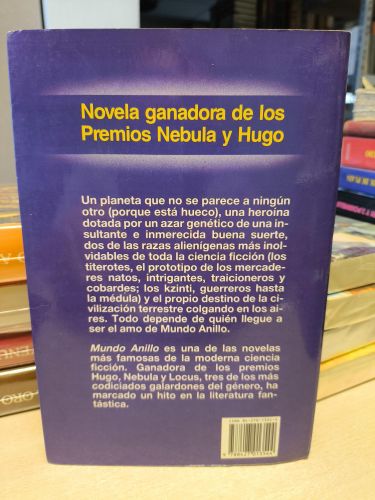 Novela ganadora de los
Premios Nebula y Hugo
Un planeta que no se parece a ningún
otro (porque está hueco), una heroína
dotada por un azar genético de una in-
sultante e inmerecida buena suerte,
dos de las razas alienígenas más inol-
vidables de toda la ciencia ficción (los
titerotes, el prototipo de los mercade-
res natos, intrigantes, traicioneros y
cobardes; los kzinti, guerreros hasta
la médula) y el propio destino de la ci-
vilización terrestre colgando en los ai-
res. Todo depende de quién llegue a
ser el amo de Mundo Anillo.
Mundo Anillo es una de las novelas
más famosas de la moderna ciencia
ficción. Ganadora de los premios
Hugo, Nebula y Locus, tres de los más
codiciados galardones del género, ha
marcado un hito en la literatura fan-
tástica.